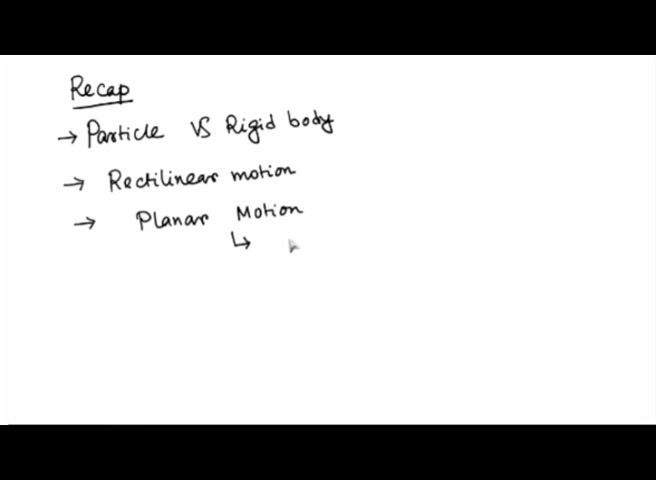 Recap
→ Particle VS Rigid body
→ Rectilinear motion
→ Planar Motion
↳